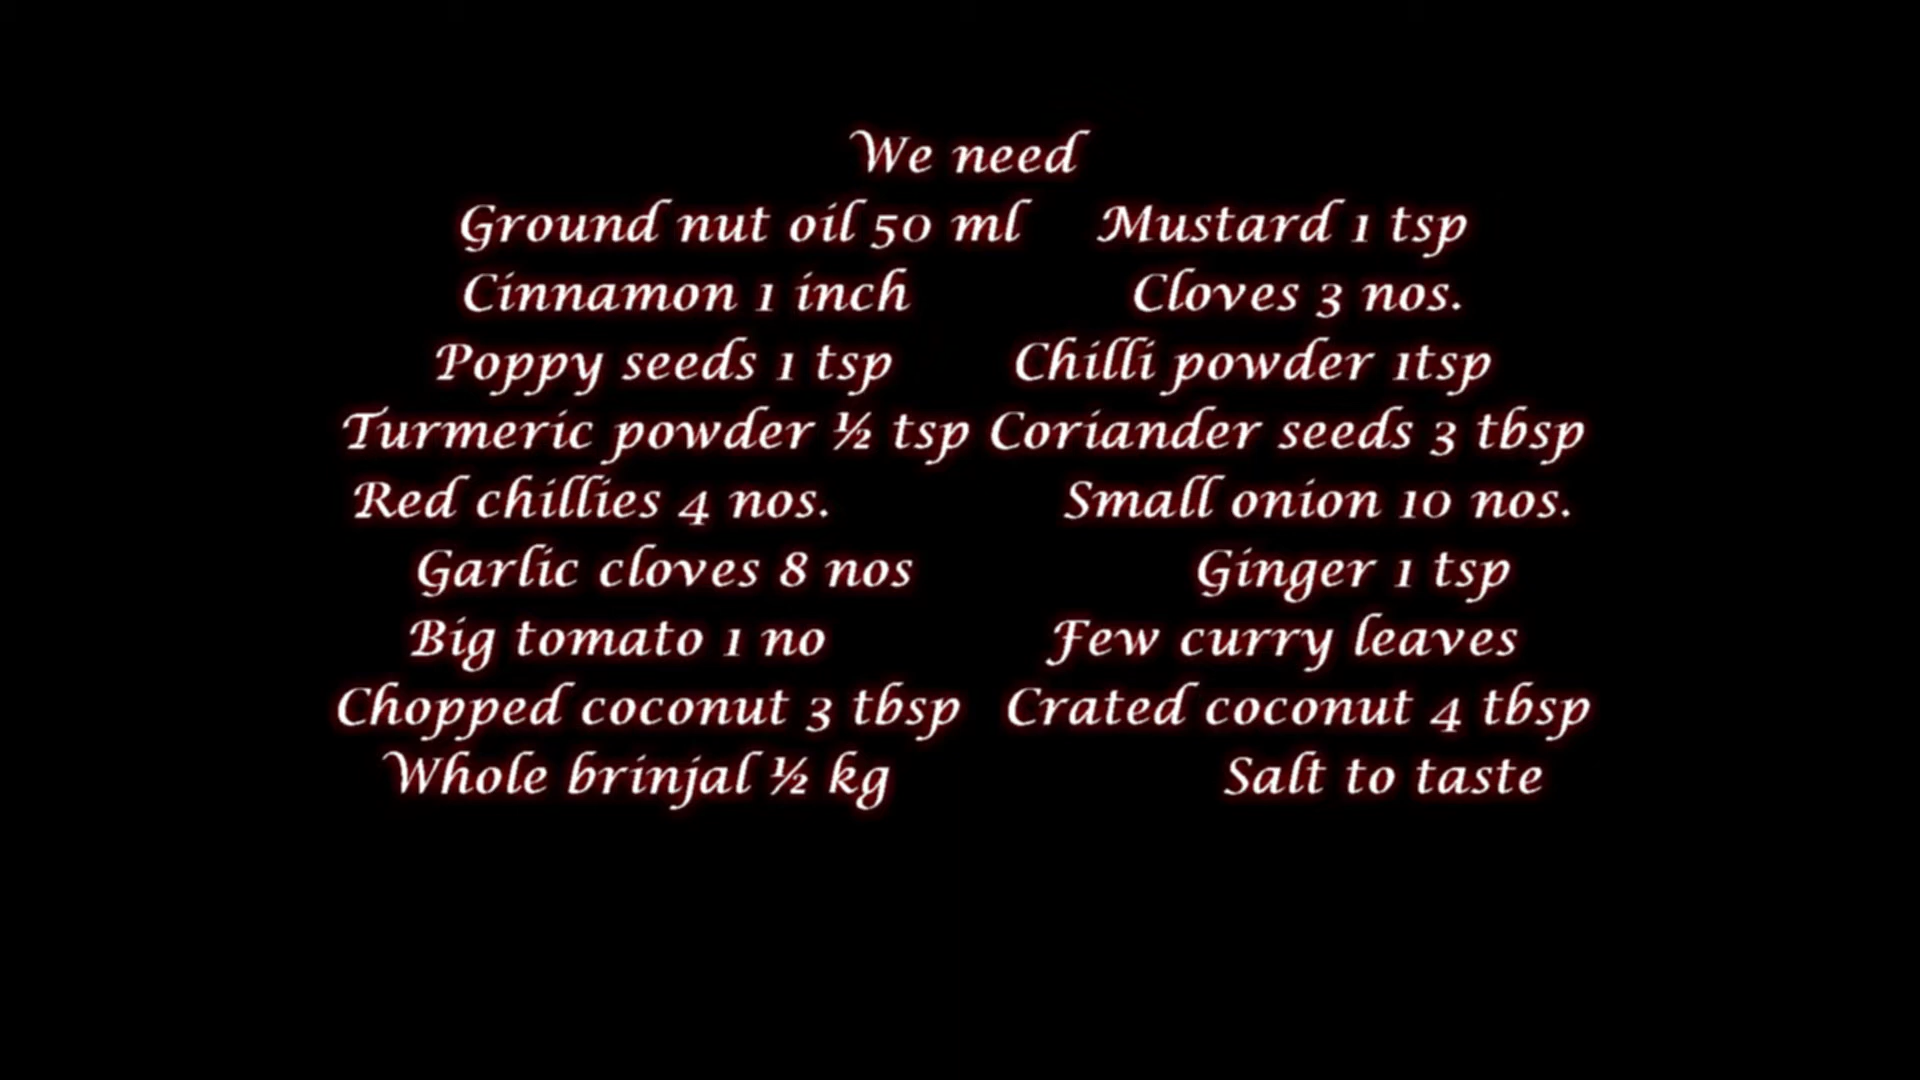 We need
Ground nut oil 50 ml Mustard 1 tsp
Cinnamon 1 inch Cloves 3 nos.
Poppy seeds 1 tsp Chilli powder 1tsp
Turmeric powder ½ tsp Coriander seeds 3 tbsp
Red chillies 4 nos. Small onion 10 nos.
Garlic cloves 8 nos Ginger 1 tsp
Big tomato 1 no Few curry leaves
Chopped coconut 3 tbsp Crated coconut 4 tbsp
Whole brinjal ½ kg Salt to taste